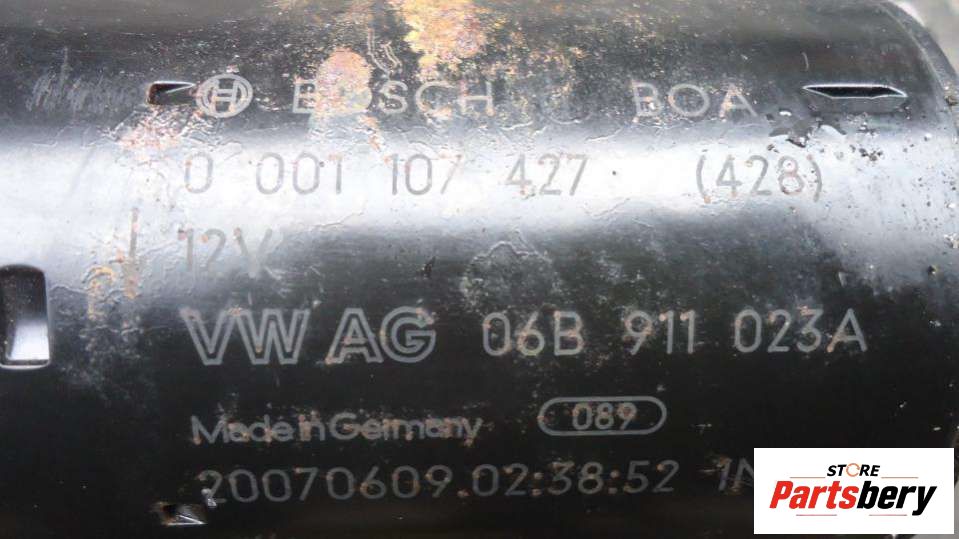 BOSCH BOA
0 001 107 427 (428)
12V
VW AG 06B 911 023A
Made in Germany 089
20070609.02:38:52
STORE
Partsbery